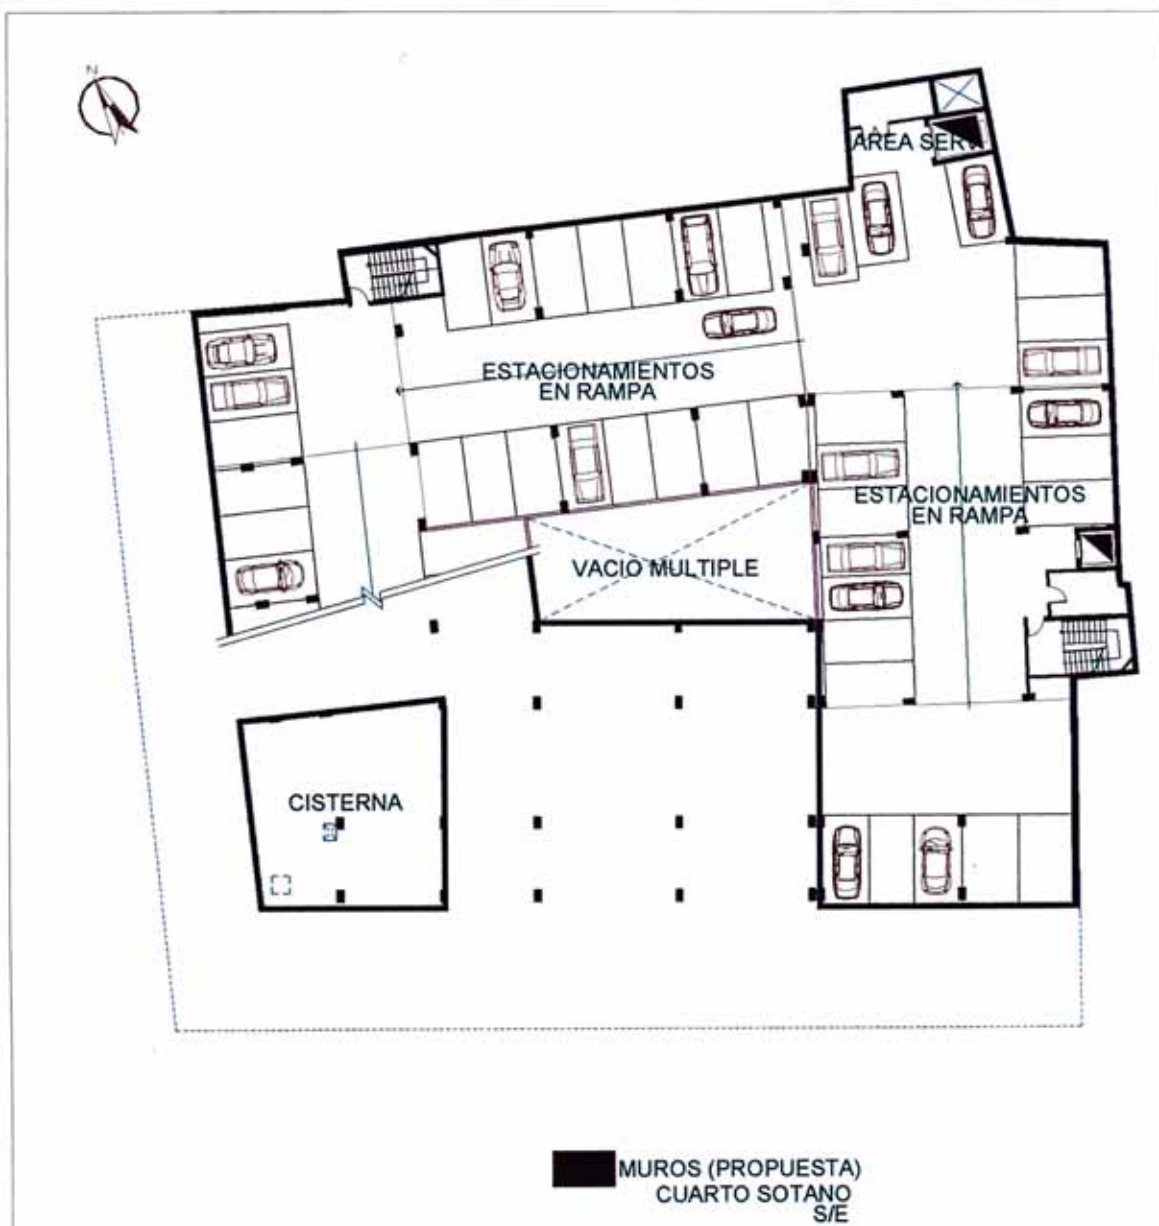 N
AREA SERV.
ESTACIONAMIENTOS
EN RAMPA
ESTACIONAMIENTOS
EN RAMPA
VACIO MULTIPLE
CISTERNA
MUROS (PROPUESTA)
CUARTO SOTANO
S/E